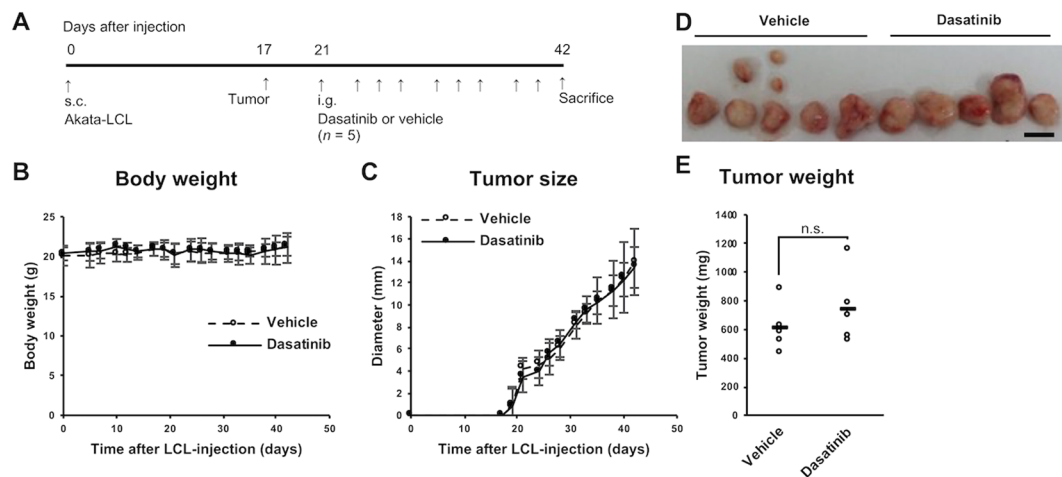 A
Days after injection
0 17 21 42
s.c.
Akata-LCL
Tumor
i.g.
Dasatinib or vehicle
(n = 5)
Sacrifice
B
Body weight
25
20
15
10
5
0
Body weight (g)
Vehicle
Dasatinib
0 10 20 30 40 50
Time after LCL-injection (days)
C
Tumor size
18
16
14
12
10
8
6
4
2
0
Diameter (mm)
Vehicle
Dasatinib
0 10 20 30 40 50
Time after LCL-injection (days)
D
Vehicle Dasatinib
E
Tumor weight
1400
1200
1000
800
600
400
200
0
Tumor weight (mg)
n.s.
Vehicle
Dasatinib